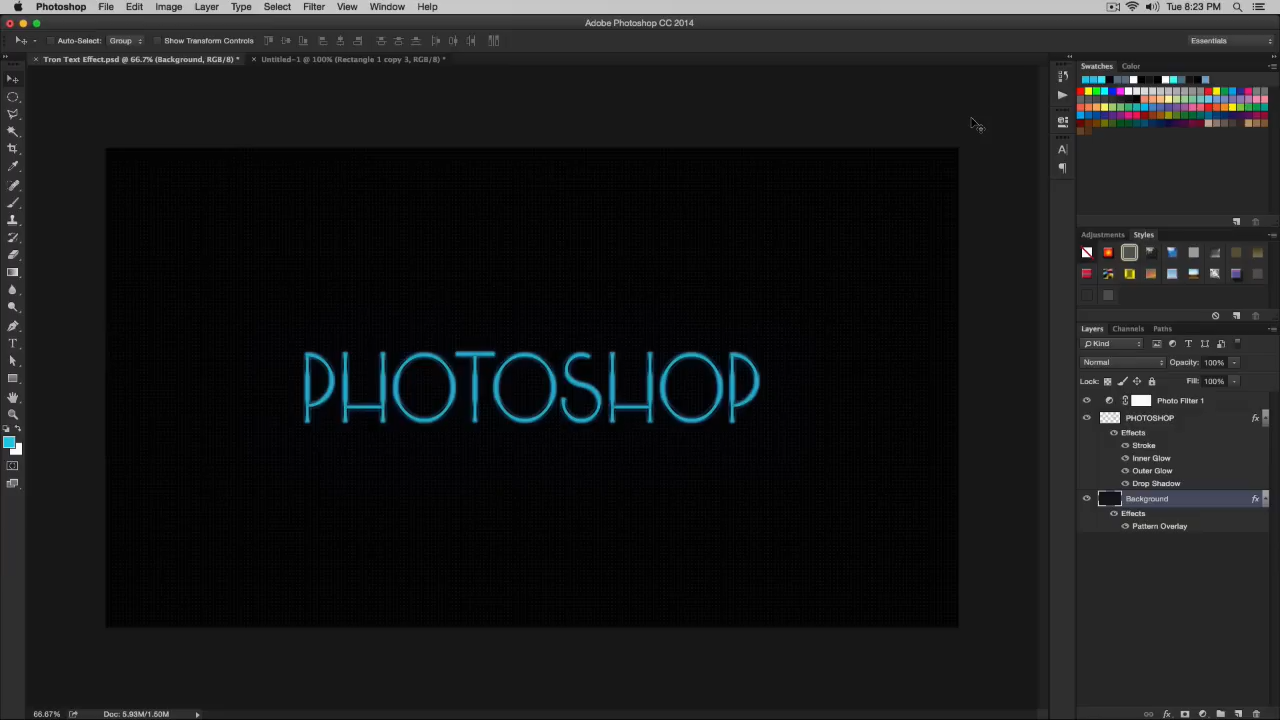 Photoshop File Edit Image Layer Type Select Filter View Window Help Tue 8:23 PM
Adobe Photoshop CC 2014
Auto-Select: Group Show Transform Controls Essentials
Tron Text Effect.psd @ 66.7% (Background, RGB/8) * Untitled-1 @ 100% (Rectangle 1 copy 3, RGB/8) *
Swatches Color
Adjustments Styles
PHOTOSHOP
Layers Channels Paths
Kind
Normal Opacity: 100%
Lock: Fill: 100%
Photo Filter 1
PHOTOSHOP fx
Effects
Stroke
Inner Glow
Outer Glow
Drop Shadow
Background fx
Effects
Pattern Overlay
66.67% Doc: 5.93M/1.50M